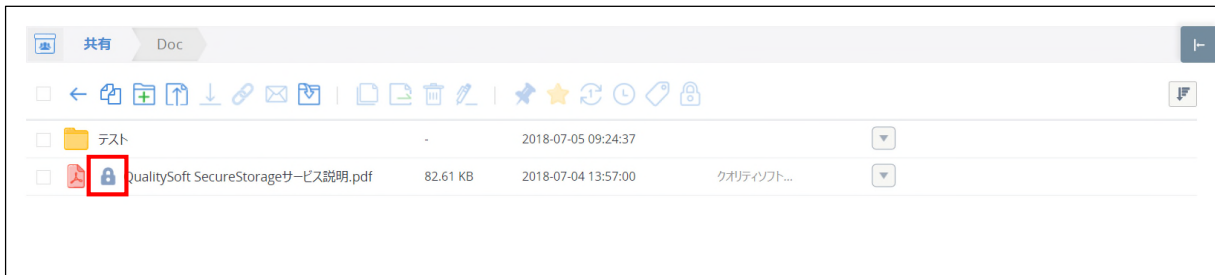 共有 Doc
テスト - 2018-07-05 09:24:37
QualitySoft SecureStorageサービス説明.pdf 82.61 KB 2018-07-04 13:57:00 クオリティソフト...